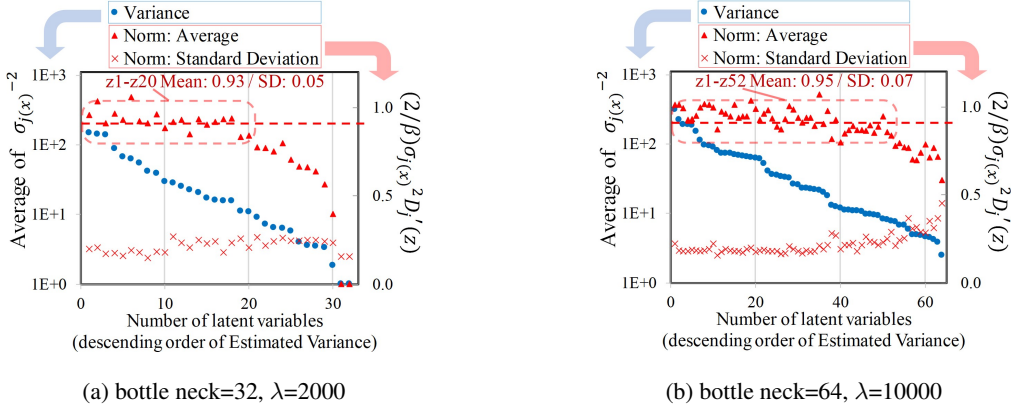 Variance
Norm: Average
Norm: Standard Deviation
z1-z20 Mean: 0.93 / SD: 0.05
1E+3
1E+2
1E+1
1E+0
Average of σj(x)⁻²
1.0
0.5
0.0
(2/β)σj(x)²Dj′(z)
0
10
20
30
Number of latent variables
(descending order of Estimated Variance)
(a) bottle neck=32, λ=2000
Variance
Norm: Average
Norm: Standard Deviation
z1-z52 Mean: 0.95 / SD: 0.07
1E+3
1E+2
1E+1
1E+0
Average of σj(x)⁻²
1.0
0.5
0.0
(2/β)σj(x)²Dj′(z)
0
20
40
60
Number of latent variables
(descending order of Estimated Variance)
(b) bottle neck=64, λ=10000